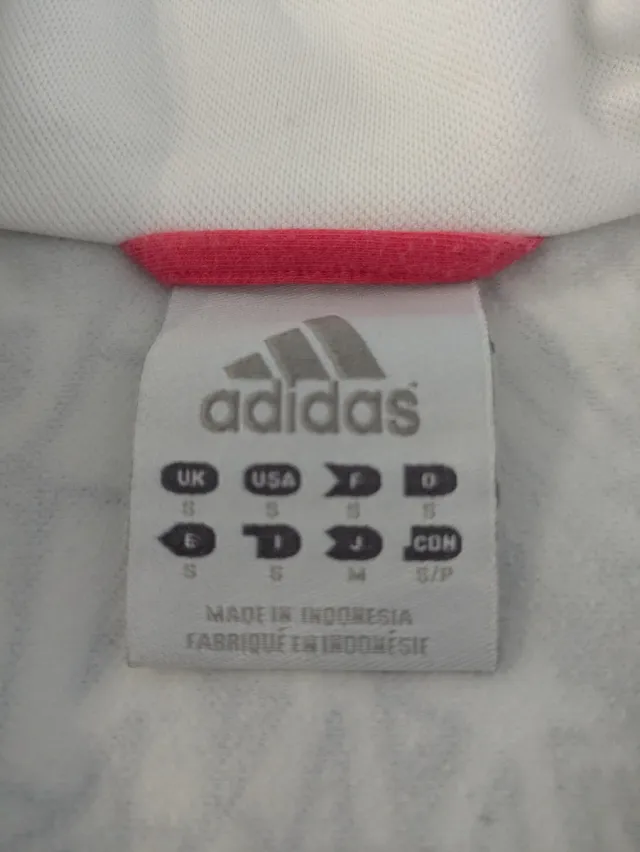 adidas
UK USA F D
S S S S
E I J CDN
S S M S/P
MADE IN INDONESIA
FABRIQUÉ EN INDONÉSIE